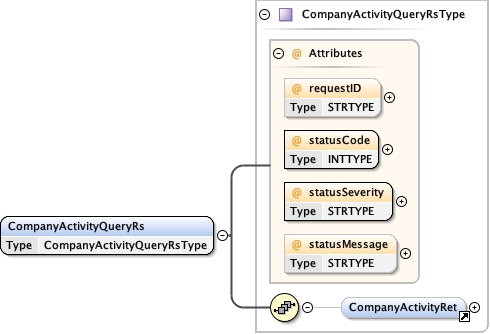 CompanyActivityQueryRsType
@ Attributes
@ requestID
Type STRTYPE
@ statusCode
Type INTTYPE
@ statusSeverity
Type STRTYPE
CompanyActivityQueryRs
Type CompanyActivityQueryRsType
@ statusMessage
Type STRTYPE
CompanyActivityRet